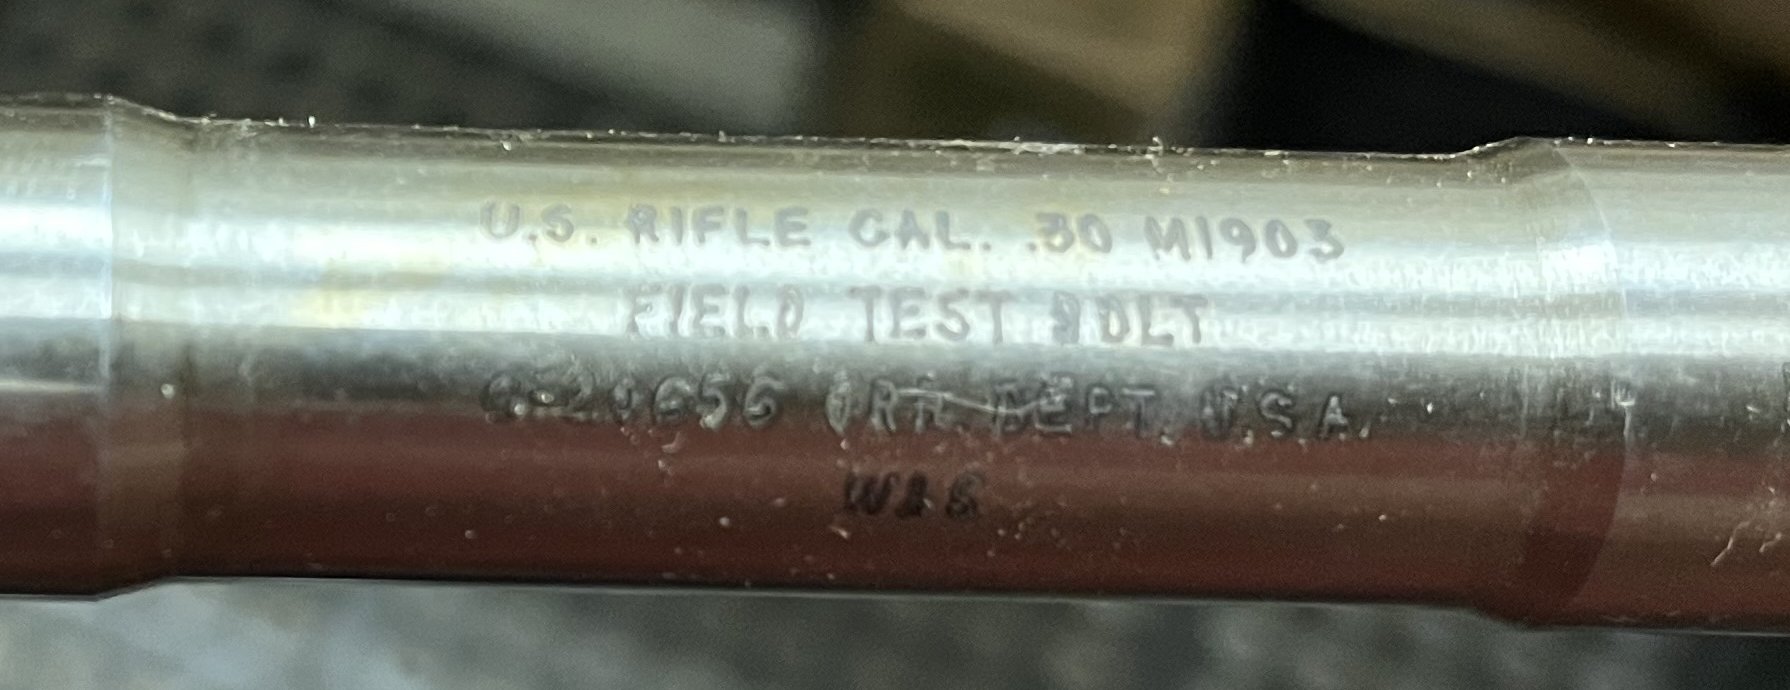 U.S. RIFLE CAL. .30 M1903
FIELD TEST BOLT
ORD. DEPT. U.S.A.